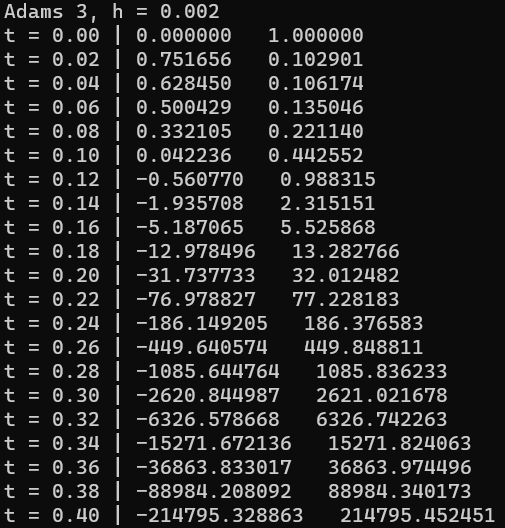 Adams 3, h = 0.002
t = 0.00 | 0.000000   1.000000
t = 0.02 | 0.751656   0.102901
t = 0.04 | 0.628450   0.106174
t = 0.06 | 0.500429   0.135046
t = 0.08 | 0.332105   0.221140
t = 0.10 | 0.042236   0.442552
t = 0.12 | -0.560770   0.988315
t = 0.14 | -1.935708   2.315151
t = 0.16 | -5.187065   5.525868
t = 0.18 | -12.978496   13.282766
t = 0.20 | -31.737733   32.012482
t = 0.22 | -76.978827   77.228183
t = 0.24 | -186.149205   186.376583
t = 0.26 | -449.640574   449.848811
t = 0.28 | -1085.644764   1085.836233
t = 0.30 | -2620.844987   2621.021678
t = 0.32 | -6326.578668   6326.742263
t = 0.34 | -15271.672136   15271.824063
t = 0.36 | -36863.833017   36863.974496
t = 0.38 | -88984.208092   88984.340173
t = 0.40 | -214795.328863   214795.452451